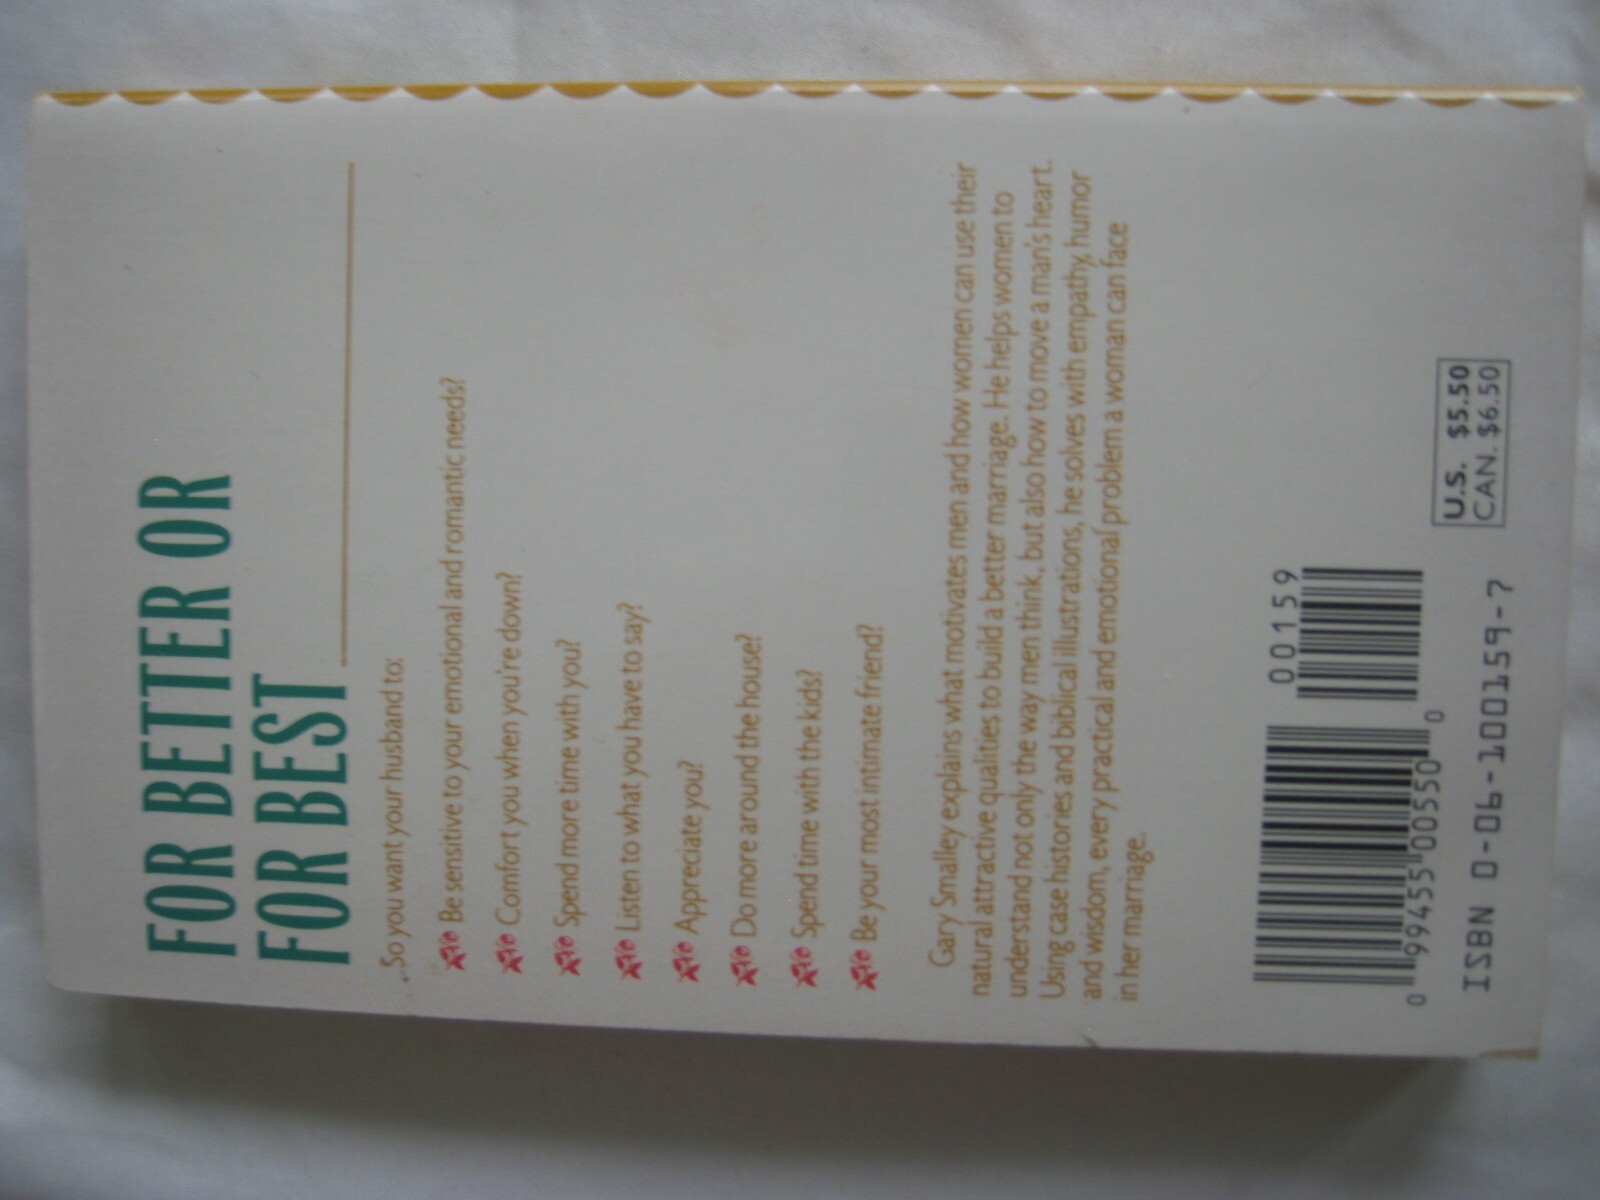 FOR BETTER OR
FOR BEST
So you want your husband to:
Be sensitive to your emotional and romantic needs?
Comfort you when you're down?
Spend more time with you?
Listen to what you have to say?
Appreciate you?
Do more around the house?
Spend time with the kids?
Be your most intimate friend?
Gary Smalley explains what motivates men and how women can use their
natural attractive qualities to build a better marriage. He helps women to
understand not only the way men think, but also how to move a man's heart.
Using case histories and biblical illustrations, he solves with empathy, humor
and wisdom, every practical and emotional problem a woman can face
in her marriage.
0 99455 00550 0
00159
U.S. $5.50
CAN. $6.50
ISBN 0-06-100159-7